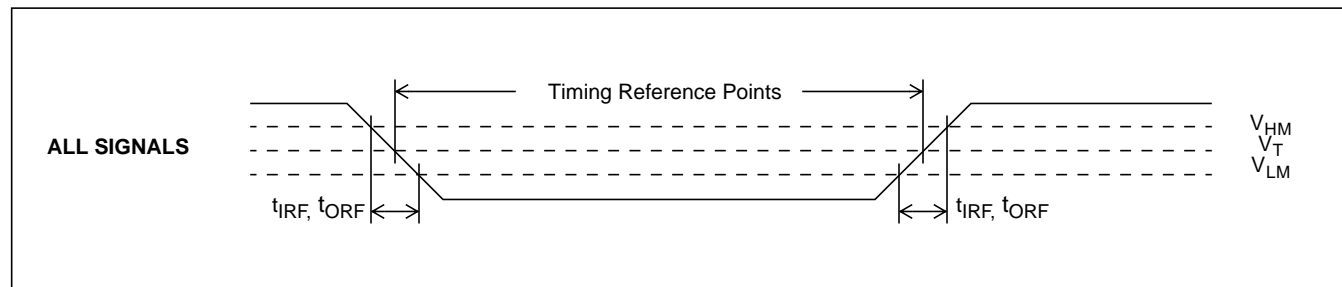 Timing Reference Points
ALL SIGNALS
V_HM
V_T
V_LM
t_IRF, t_ORF
t_IRF, t_ORF